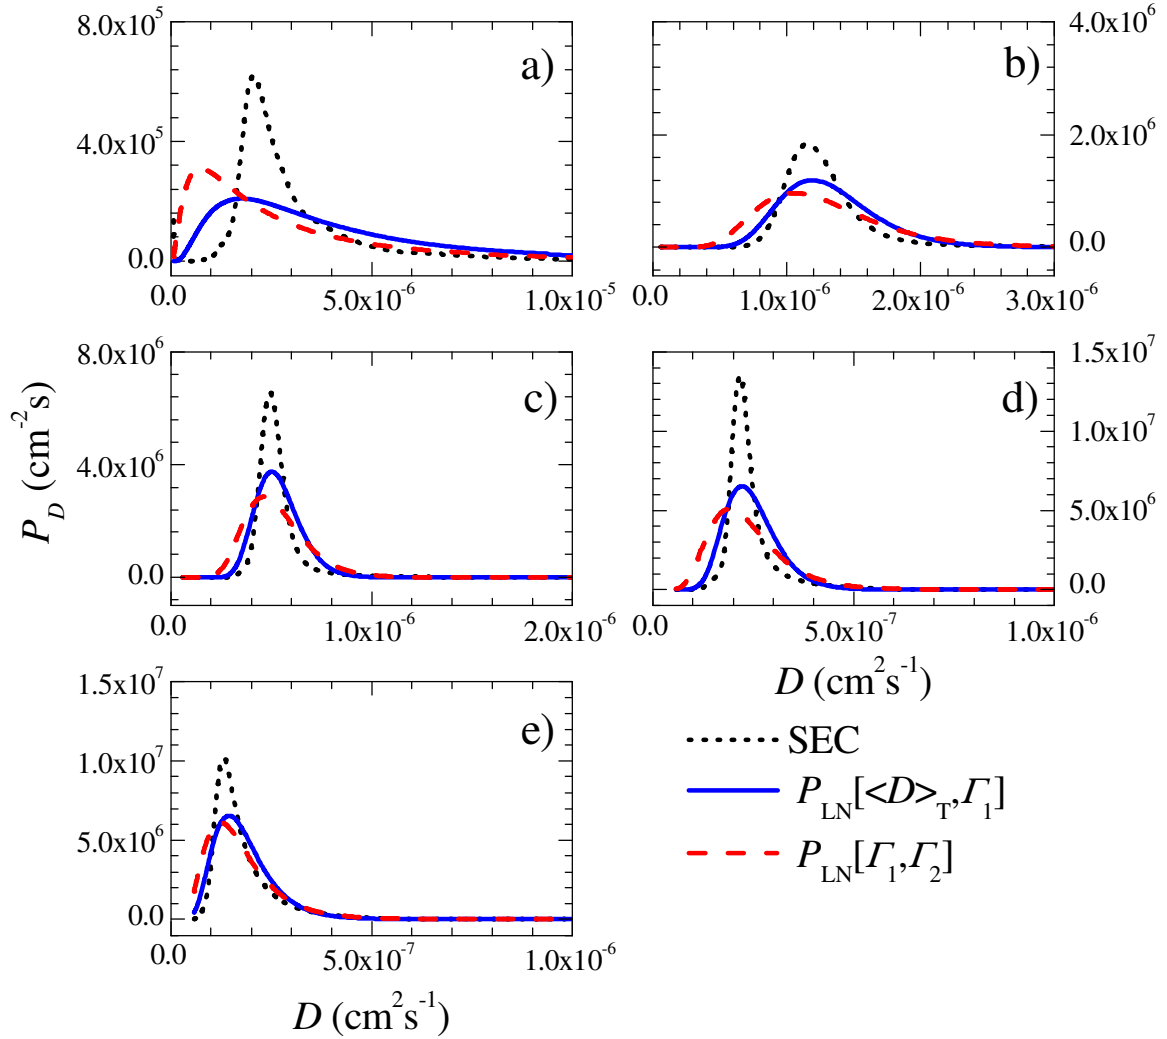 8.0x10^5
4.0x10^5
0.0
a)
0.0
5.0x10^-6
1.0x10^-5
b)
4.0x10^6
2.0x10^6
0.0
0.0
1.0x10^-6
2.0x10^-6
3.0x10^-6
P_D (cm^-2 s)
8.0x10^6
4.0x10^6
0.0
c)
0.0
1.0x10^-6
2.0x10^-6
d)
1.5x10^7
1.0x10^7
5.0x10^6
0.0
0.0
5.0x10^-7
1.0x10^-6
D (cm^2 s^-1)
1.5x10^7
1.0x10^7
5.0x10^6
0.0
e)
0.0
5.0x10^-7
1.0x10^-6
D (cm^2 s^-1)
SEC
P_LN[<D>_T,Γ_1]
P_LN[Γ_1,Γ_2]